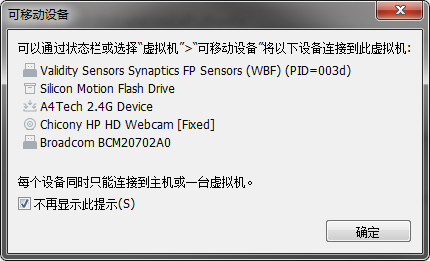 可移动设备
可以通过状态栏或选择“虚拟机”>“可移动设备”将以下设备连接到此虚拟机:
Validity Sensors Synaptics FP Sensors (WBF) (PID=003d)
Silicon Motion Flash Drive
A4Tech 2.4G Device
Chicony HP HD Webcam [Fixed]
Broadcom BCM20702A0
每个设备同时只能连接到主机或一台虚拟机。
不再显示此提示(S)
确定